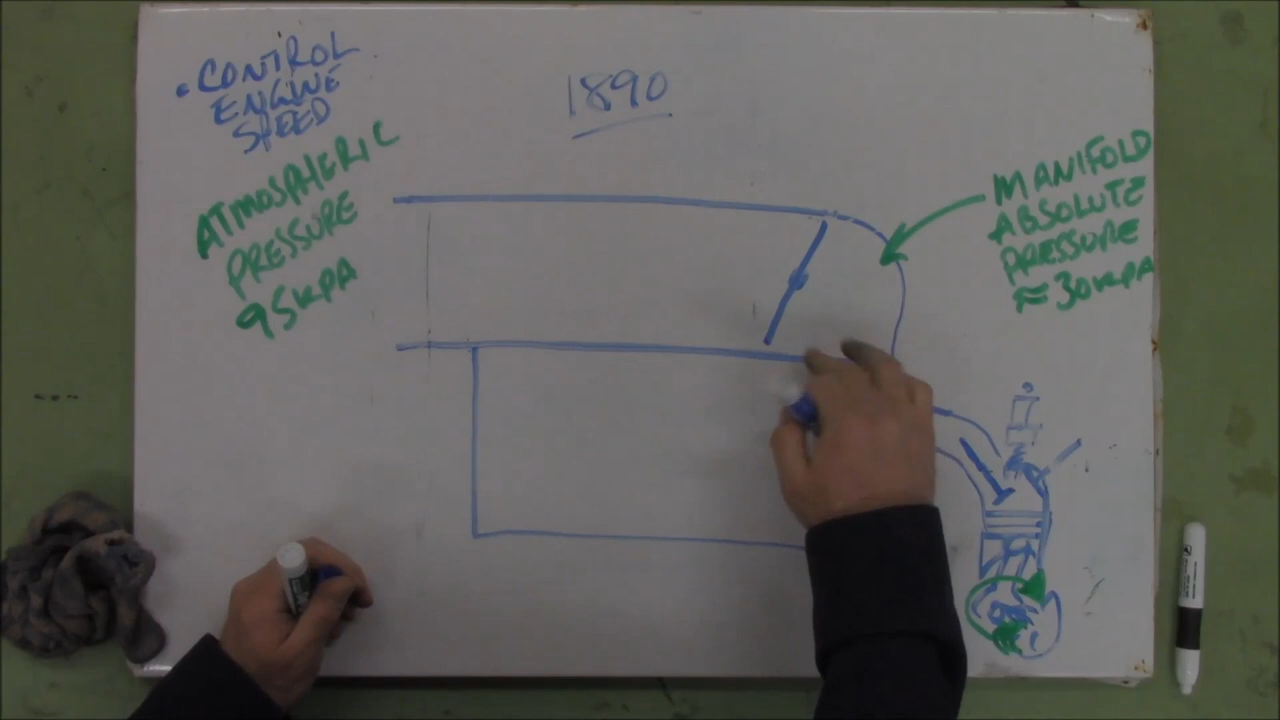 • CONTROL
ENGINE
SPEED
ATMOSPHERIC
PRESSURE
95KPA
1890
MANIFOLD
ABSOLUTE
PRESSURE
≈ 30KPA